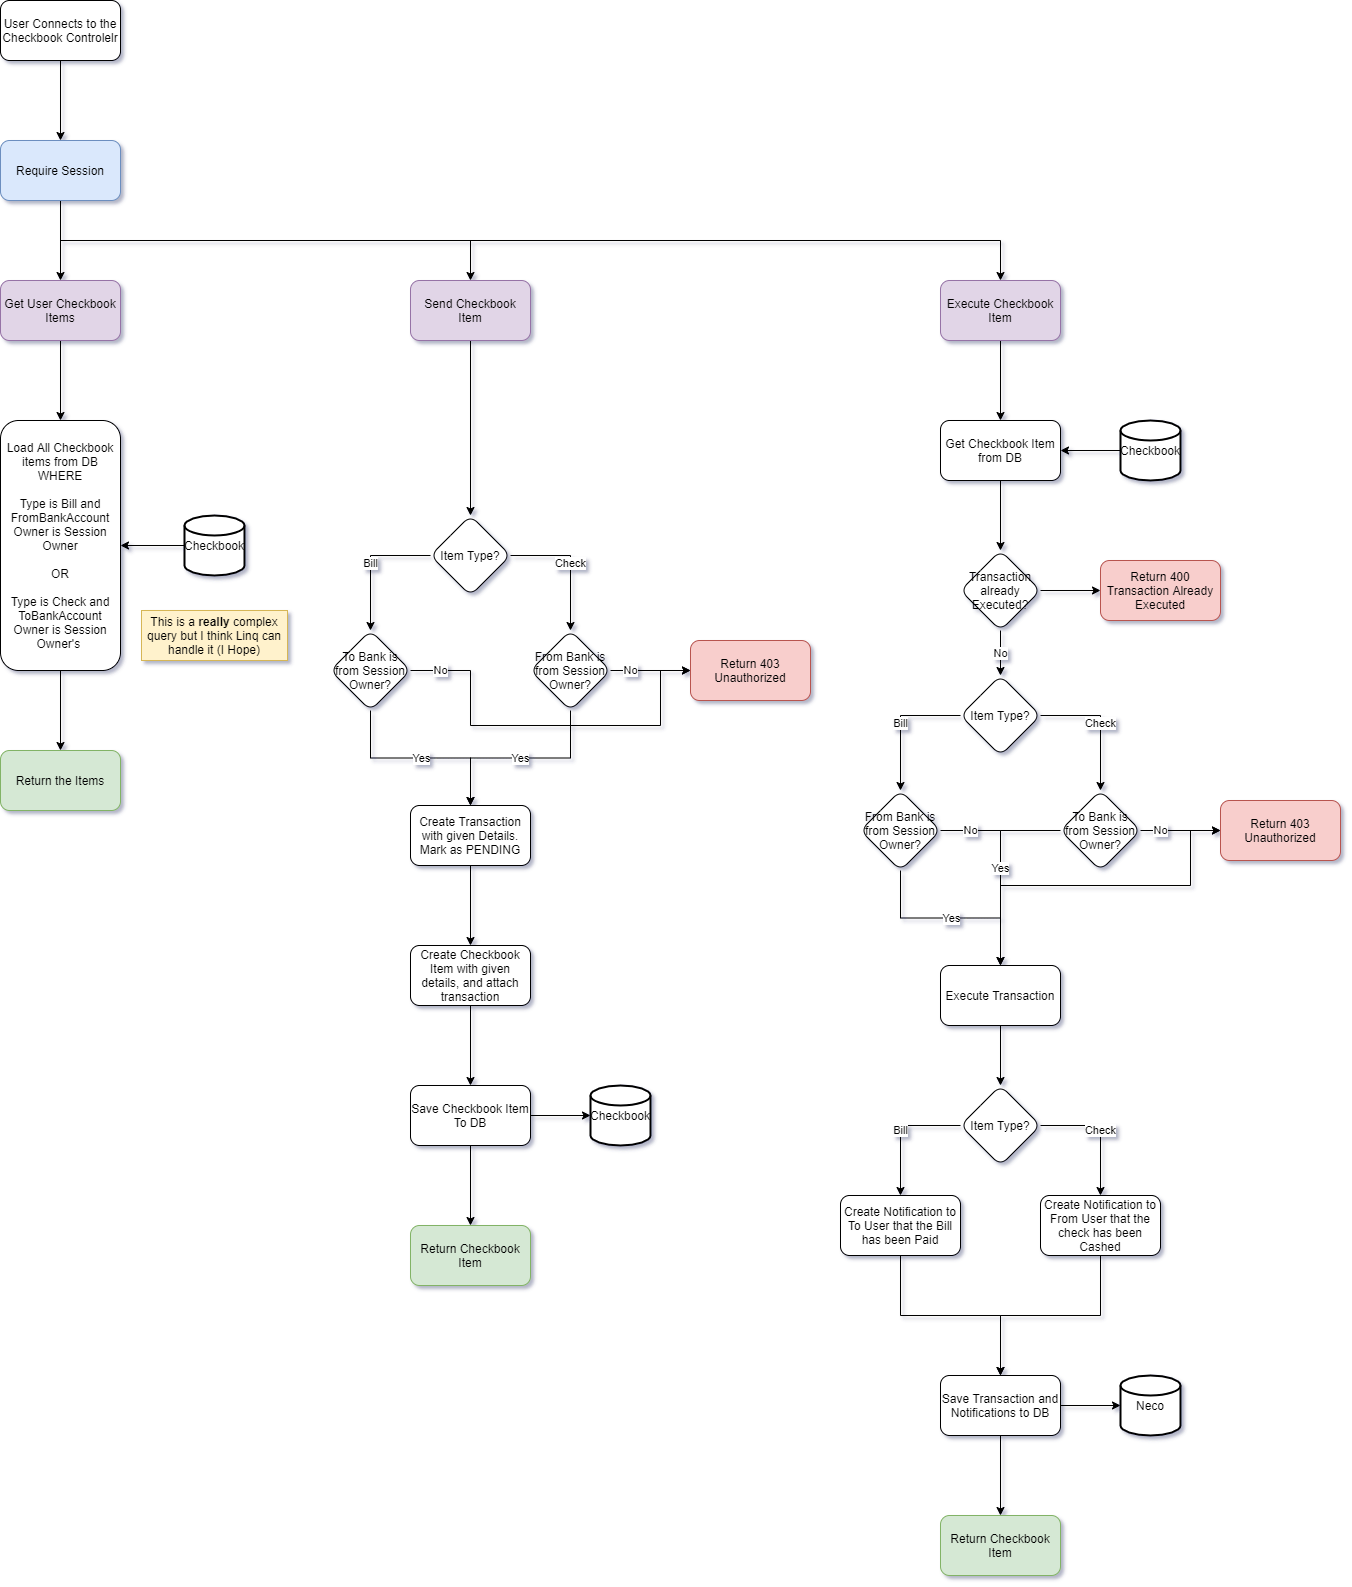 User Connects to the
Checkbook Controlelr
Require Session
Get User Checkbook
Items
Load All Checkbook
items from DB
WHERE
Type is Bill and
FromBankAccount
Owner is Session
Owner
OR
Type is Check and
ToBankAccount
Owner is Session
Owner's
Checkbook
This is a really complex
query but I think Linq can
handle it (I Hope)
Return the Items
Send Checkbook
Item
Item Type?
Bill
Check
To Bank is
from Session
Owner?
No
From Bank is
from Session
Owner?
No
Return 403
Unauthorized
Yes
Yes
Create Transaction
with given Details.
Mark as PENDING
Create Checkbook
Item with given
details, and attach
transaction
Save Checkbook Item
To DB
Checkbook
Return Checkbook
Item
Execute Checkbook
Item
Get Checkbook Item
from DB
Checkbook
Transaction
already
Executed?
Return 400
Transaction Already
Executed
No
Item Type?
Bill
Check
From Bank is
from Session
Owner?
No
To Bank is
from Session
Owner?
No
Return 403
Unauthorized
Yes
Yes
Execute Transaction
Item Type?
Bill
Check
Create Notification to
To User that the Bill
has been Paid
Create Notification to
From User that the
check has been
Cashed
Save Transaction and
Notifications to DB
Neco
Return Checkbook
Item